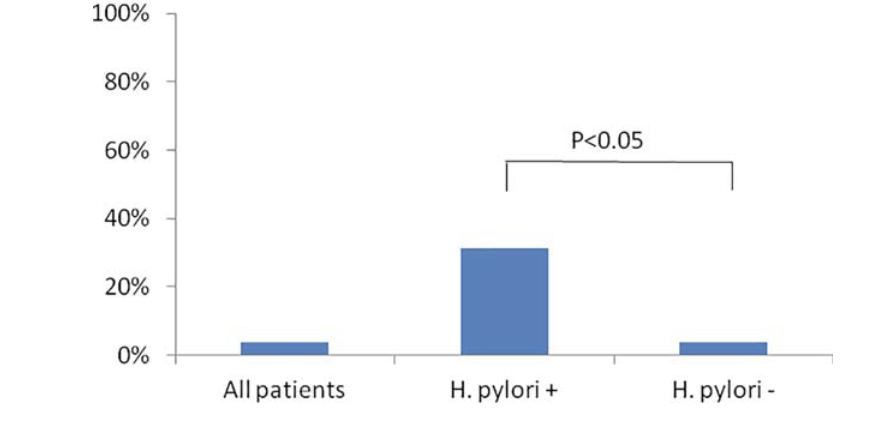 100%
80%
P<0.05
60%
40%
20%
0%
All patients
H. pylori +
H. pylori -